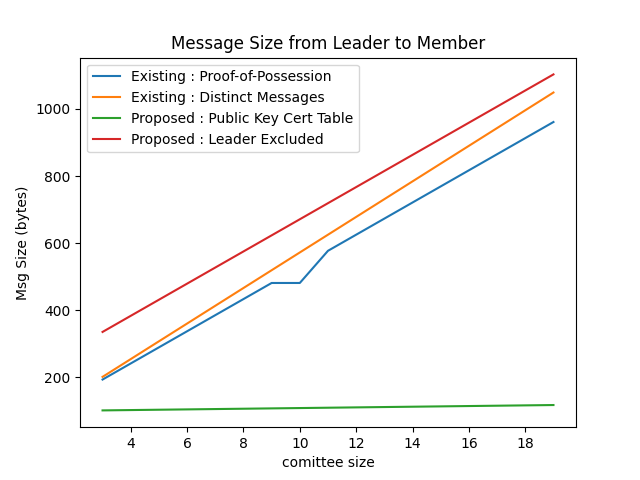 Message Size from Leader to Member
Existing : Proof-of-Possession
Existing : Distinct Messages
Proposed : Public Key Cert Table
Proposed : Leader Excluded
Msg Size (bytes)
1000
800
600
400
200
4 6 8 10 12 14 16 18
comittee size